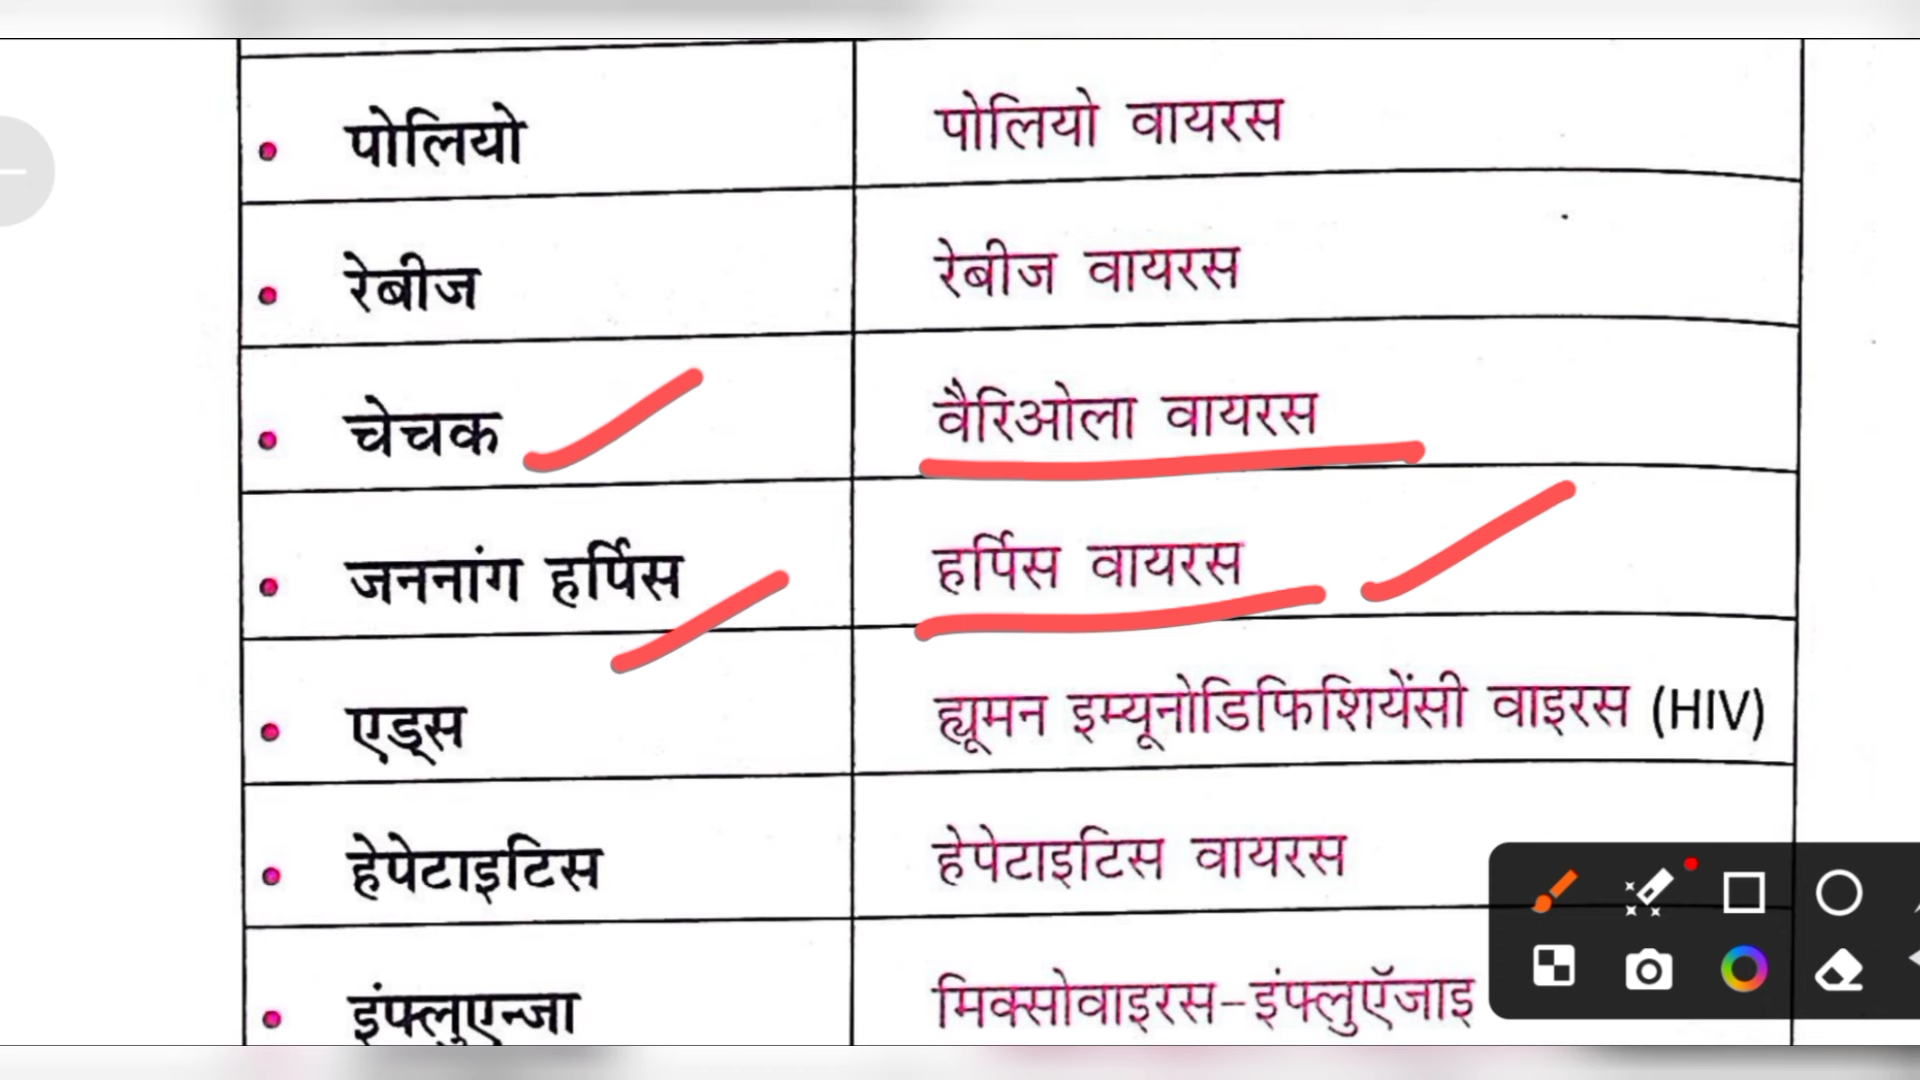 पोलियो	पोलियो वायरस
रेबीज	रेबीज वायरस
चेचक	वैरिओला वायरस
जननांग हर्पिस	हर्पिस वायरस
एड्स	ह्यूमन इम्यूनोडिफिशियेंसी वाइरस (HIV)
हेपेटाइटिस	हेपेटाइटिस वायरस
इंफ्लुएन्जा	मिक्सोवाइरस-इंफ्लुएॅजाइ